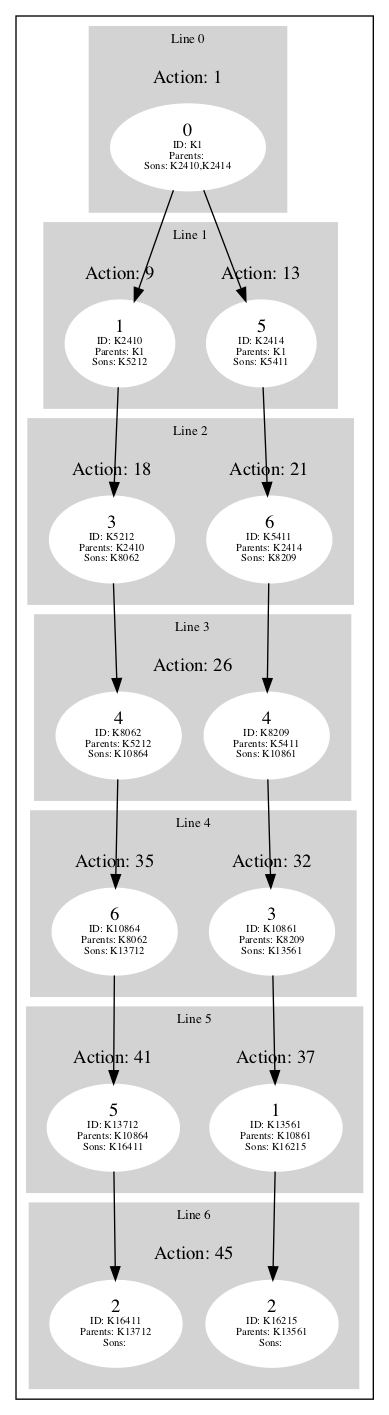 Line 0
Action: 1
0
ID: K1
Parents:
Sons: K2410,K2414
Line 1
Action: 9
Action: 13
1
ID: K2410
Parents: K1
Sons: K5212
5
ID: K2414
Parents: K1
Sons: K5411
Line 2
Action: 18
Action: 21
3
ID: K5212
Parents: K2410
Sons: K8062
6
ID: K5411
Parents: K2414
Sons: K8209
Line 3
Action: 26
4
ID: K8062
Parents: K5212
Sons: K10864
4
ID: K8209
Parents: K5411
Sons: K10861
Line 4
Action: 35
Action: 32
6
ID: K10864
Parents: K8062
Sons: K13712
3
ID: K10861
Parents: K8209
Sons: K13561
Line 5
Action: 41
Action: 37
5
ID: K13712
Parents: K10864
Sons: K16411
1
ID: K13561
Parents: K10861
Sons: K16215
Line 6
Action: 45
2
ID: K16411
Parents: K13712
Sons:
2
ID: K16215
Parents: K13561
Sons: